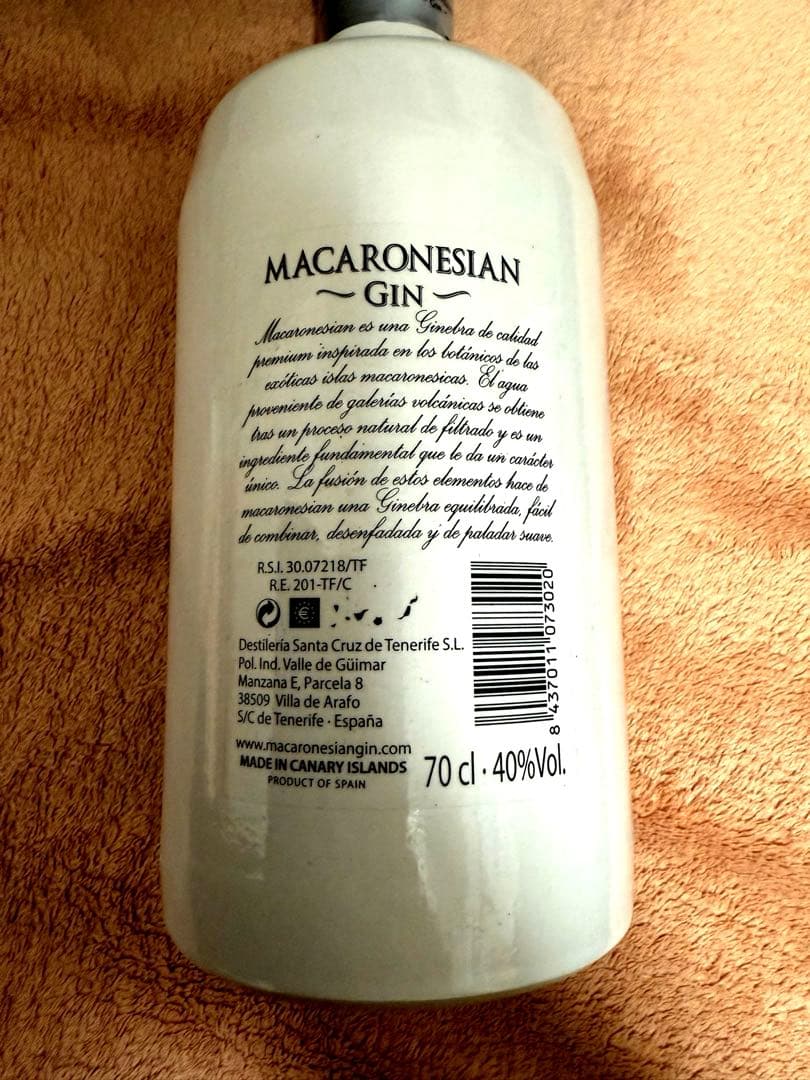 MACARONESIAN
~ GIN ~
Macaronesian es una Ginebra de calidad
premium inspirada en los botánicos de las
exóticas islas macaronesicas. El agua
proveniente de galerías volcánicas se obtiene
tras un proceso natural de filtrado y es un
ingrediente fundamental que le da un carácter
único. La fusión de estos elementos hace de
macaronesian una Ginebra equilibrada, fácil
de combinar, desenfadada y de paladar suave.
R.S.I. 30.07218/TF
R.E. 201-TF/C
Destilería Santa Cruz de Tenerife S.L.
Pol. Ind. Valle de Güimar
Manzana E, Parcela 8
38509 Villa de Arafo
S/C de Tenerife · España
www.macaronesiangin.com
MADE IN CANARY ISLANDS
PRODUCT OF SPAIN
8 437011 073020
70 cl · 40%Vol.